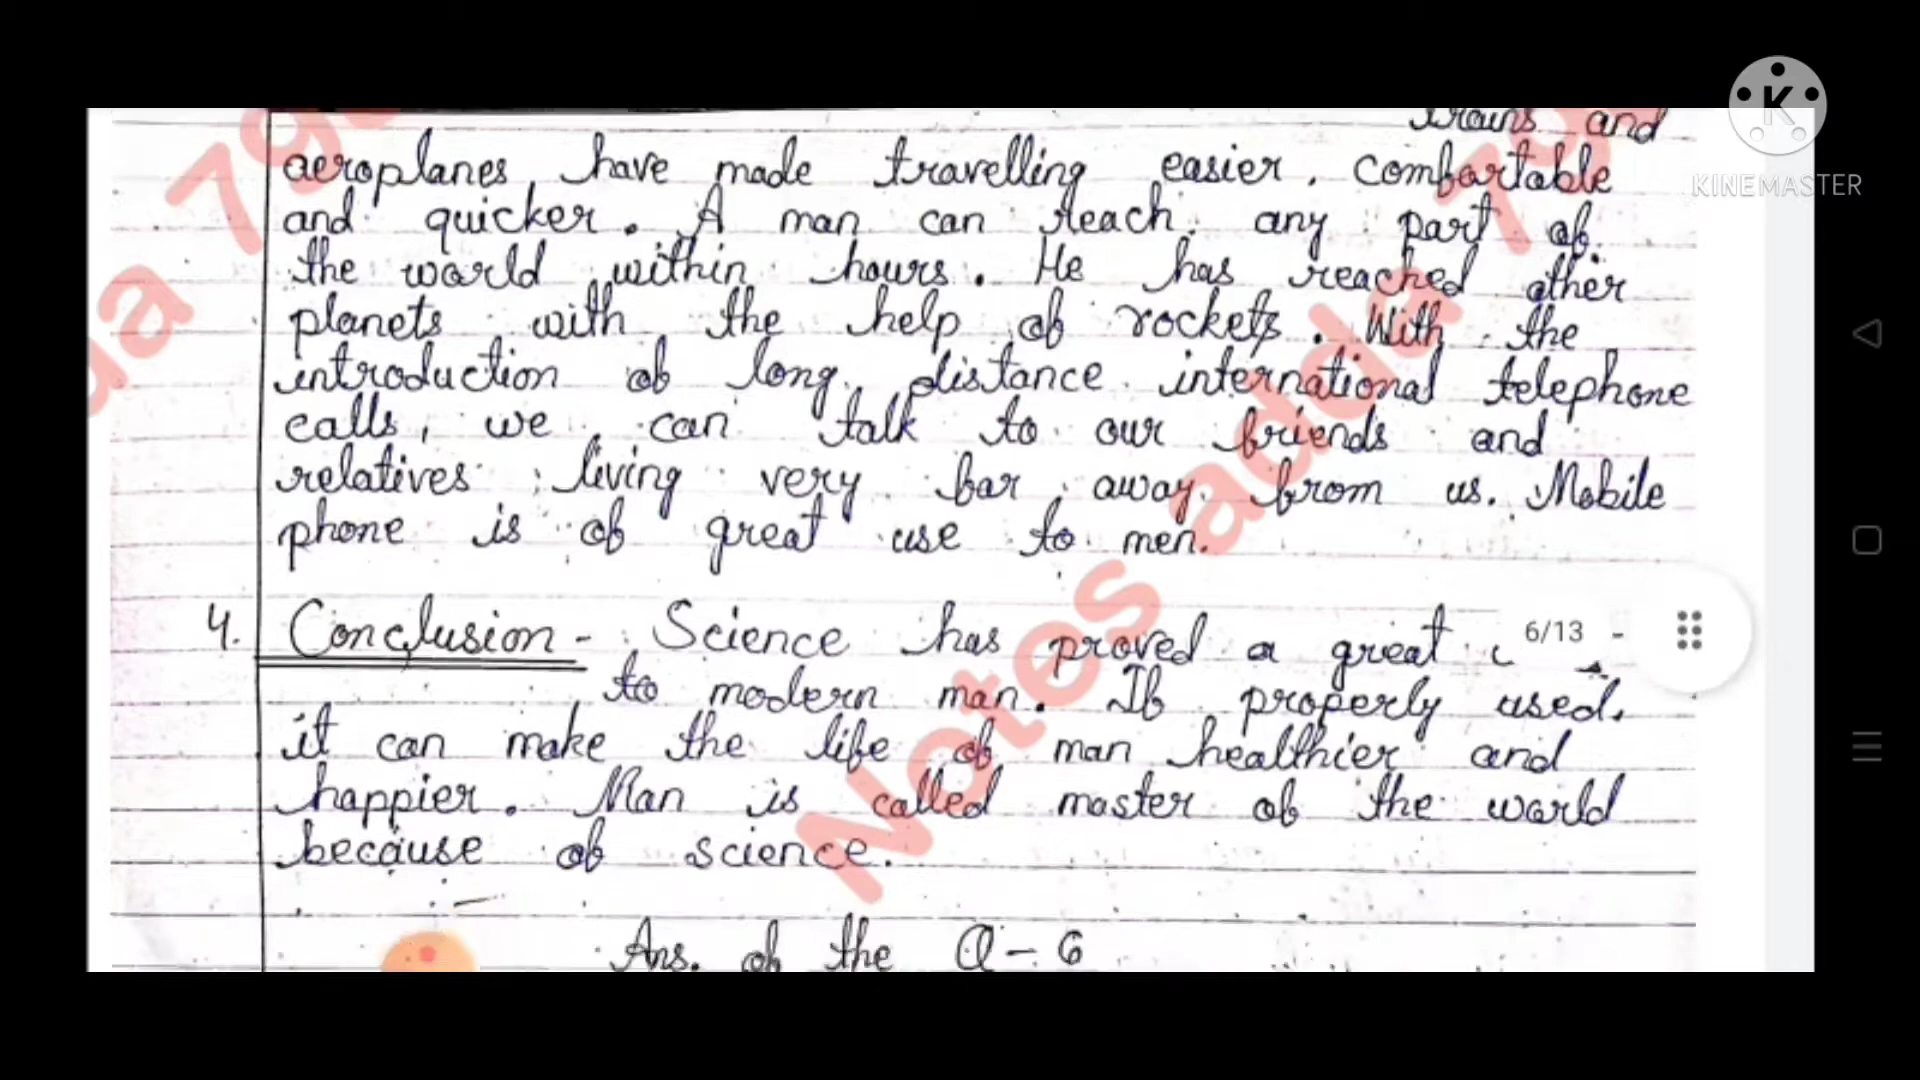 trains and
aeroplanes have made travelling easier, comfortable
and quicker. A man can reach any part of
the world within hours. He has reached other
planets with the help of rockets. With the
introduction of long distance international telephone
calls, we can talk to our friends and
relatives living very far away from us. Mobile
phone is of great use to men.
4. Conclusion - Science has proved a great
to modern man. If properly used,
it can make the life of man healthier and
happier. Man is called master of the world
because of science.
Ans. of the Q - 6
Notes adda 79
da 79
6/13
K
KINEMASTER